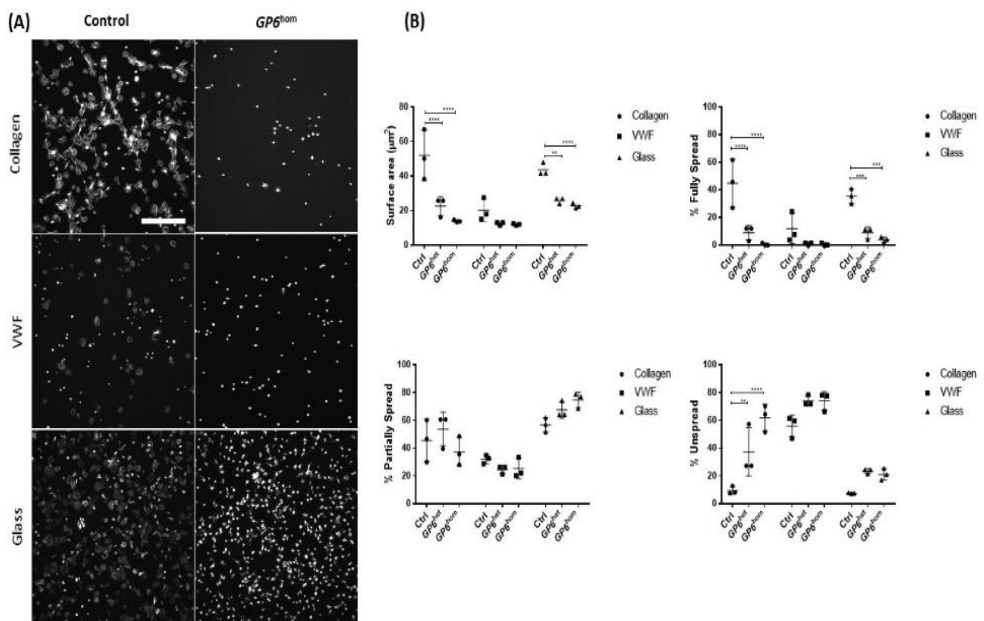 (A)
Control
GP6hom
Collagen
VWF
Glass
(B)
Surface area (µm²)
80
60
40
20
0
****
****
**
****
Ctrl
GP6het
GP6hom
Ctrl
GP6het
GP6hom
Ctrl
GP6het
GP6hom
Collagen
VWF
Glass
% Fully Spread
100
80
60
40
20
0
****
****
***
***
Ctrl
GP6het
GP6hom
Ctrl
GP6het
GP6hom
Ctrl
GP6het
GP6hom
Collagen
VWF
Glass
% Partially Spread
100
80
60
40
20
0
Ctrl
GP6het
GP6hom
Ctrl
GP6het
GP6hom
Ctrl
GP6het
GP6hom
Collagen
VWF
Glass
% Unspread
100
80
60
40
20
0
**
****
Ctrl
GP6het
GP6hom
Ctrl
GP6het
GP6hom
Ctrl
GP6het
GP6hom
Collagen
VWF
Glass